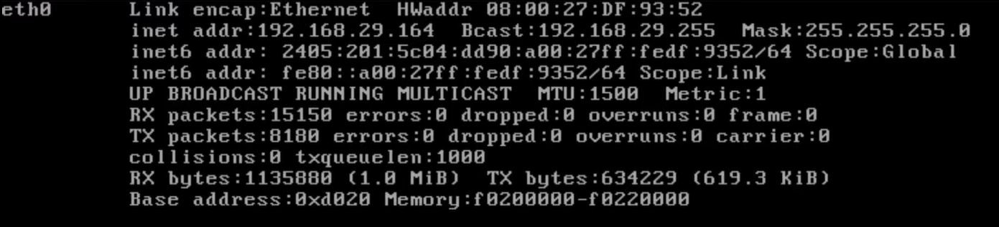 eth0 Link encap:Ethernet HWaddr 08:00:27:DF:93:52
inet addr:192.168.29.164 Bcast:192.168.29.255 Mask:255.255.255.0
inet6 addr: 2405:201:5c04:dd90:a00:27ff:fedf:9352/64 Scope:Global
inet6 addr: fe80::a00:27ff:fedf:9352/64 Scope:Link
UP BROADCAST RUNNING MULTICAST MTU:1500 Metric:1
RX packets:15150 errors:0 dropped:0 overruns:0 frame:0
TX packets:8180 errors:0 dropped:0 overruns:0 carrier:0
collisions:0 txqueuelen:1000
RX bytes:1135880 (1.0 MiB) TX bytes:634229 (619.3 KiB)
Base address:0xd020 Memory:f0200000-f0220000